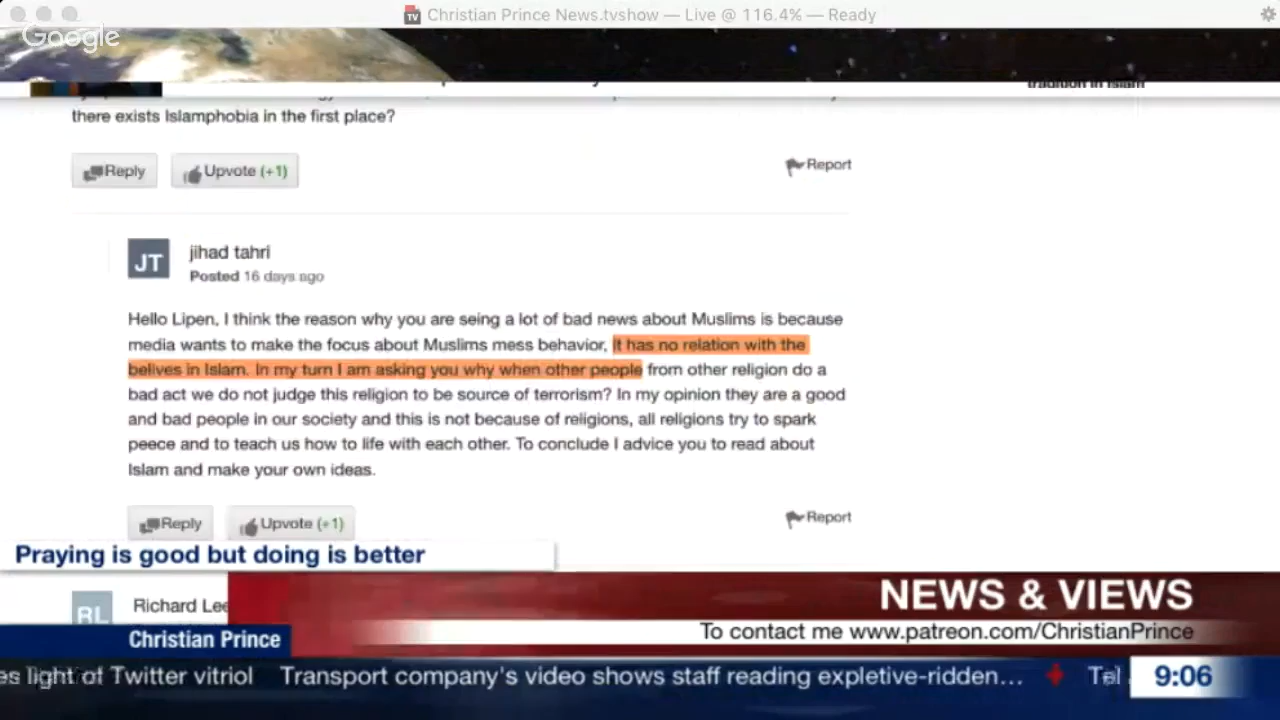 Christian Prince News.tvshow — Live @ 116.4% — Ready
Google
tradition in Islam
there exists Islamphobia in the first place?
Reply
Upvote (+1)
Report
JT
jihad tahri
Posted 16 days ago
Hello Lipen, I think the reason why you are seing a lot of bad news about Muslims is because
media wants to make the focus about Muslims mess behavior, it has no relation with the
belives in Islam. In my turn I am asking you why when other people from other religion do a
bad act we do not judge this religion to be source of terrorism? In my opinion they are a good
and bad people in our society and this is not because of religions, all religions try to spark
peece and to teach us how to life with each other. To conclude I advice you to read about
Islam and make your own ideas.
Reply
Upvote (+1)
Report
Praying is good but doing is better
RL
Richard Lee
NEWS & VIEWS
Christian Prince
To contact me www.patreon.com/ChristianPrince
es light of Twitter vitriol Transport company's video shows staff reading expletive-ridden... Tel
9:06